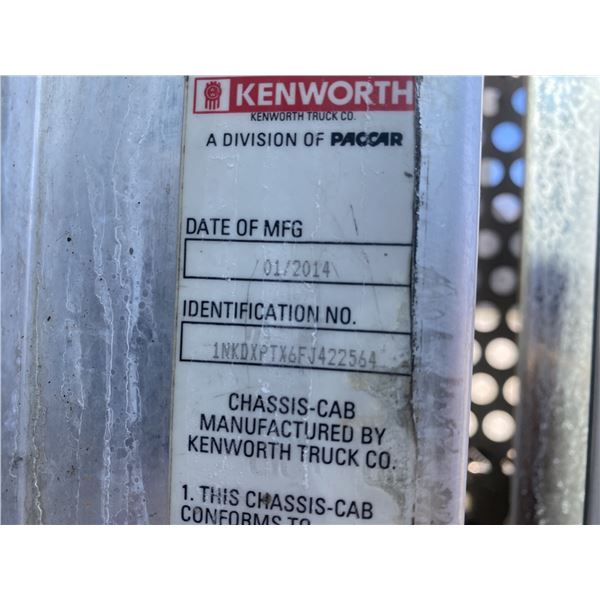 KENWORTH
KENWORTH TRUCK CO.
A DIVISION OF PACCAR
DATE OF MFG
01/2014
IDENTIFICATION NO.
1NKDXPTX6FJ422564
CHASSIS-CAB
MANUFACTURED BY
KENWORTH TRUCK CO.
1. THIS CHASSIS-CAB
CONFORMS TO